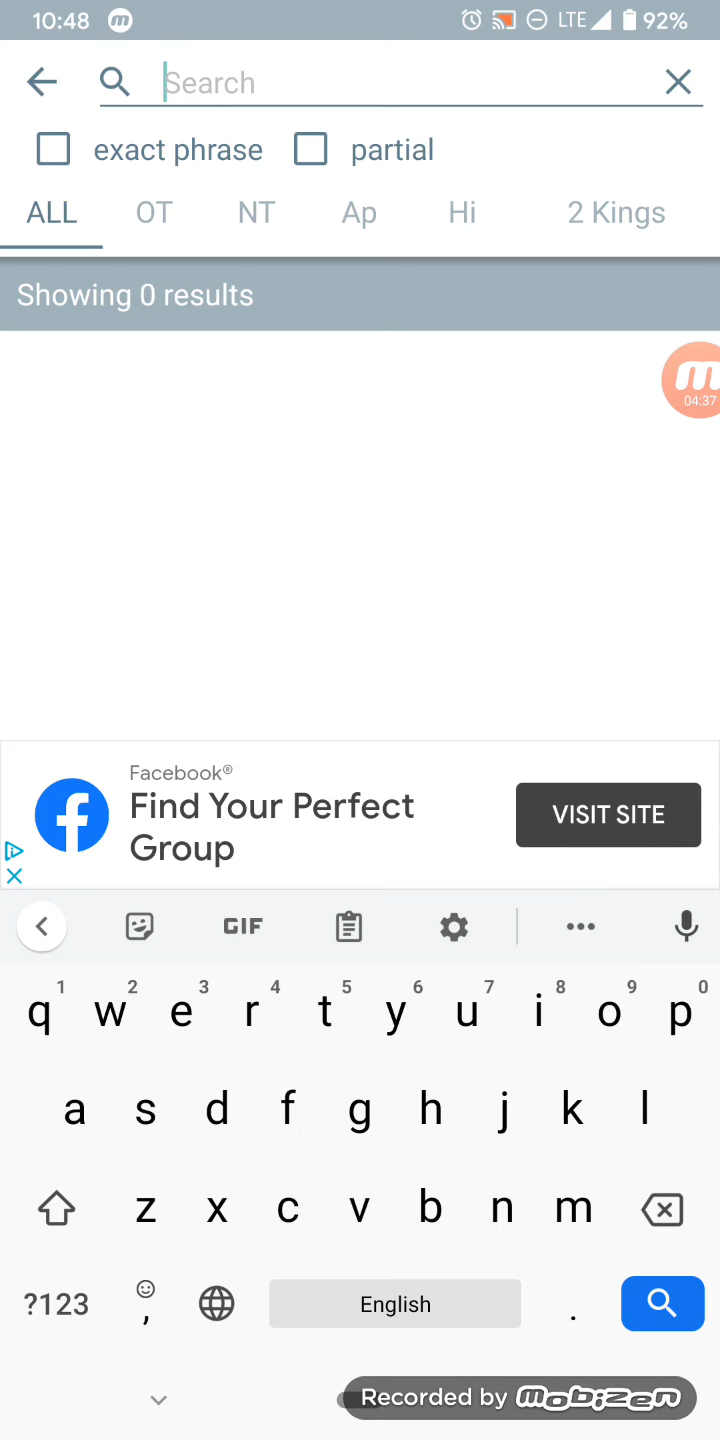 10:48 LTE 92%
Search
exact phrase partial
ALL OT NT Ap Hi 2 Kings
Showing 0 results
04:37
Facebook®
Find Your Perfect
Group
VISIT SITE
GIF
1 2 3 4 5 6 7 8 9 0
q w e r t y u i o p
a s d f g h j k l
z x c v b n m
?123 , English .
Recorded by mobizen